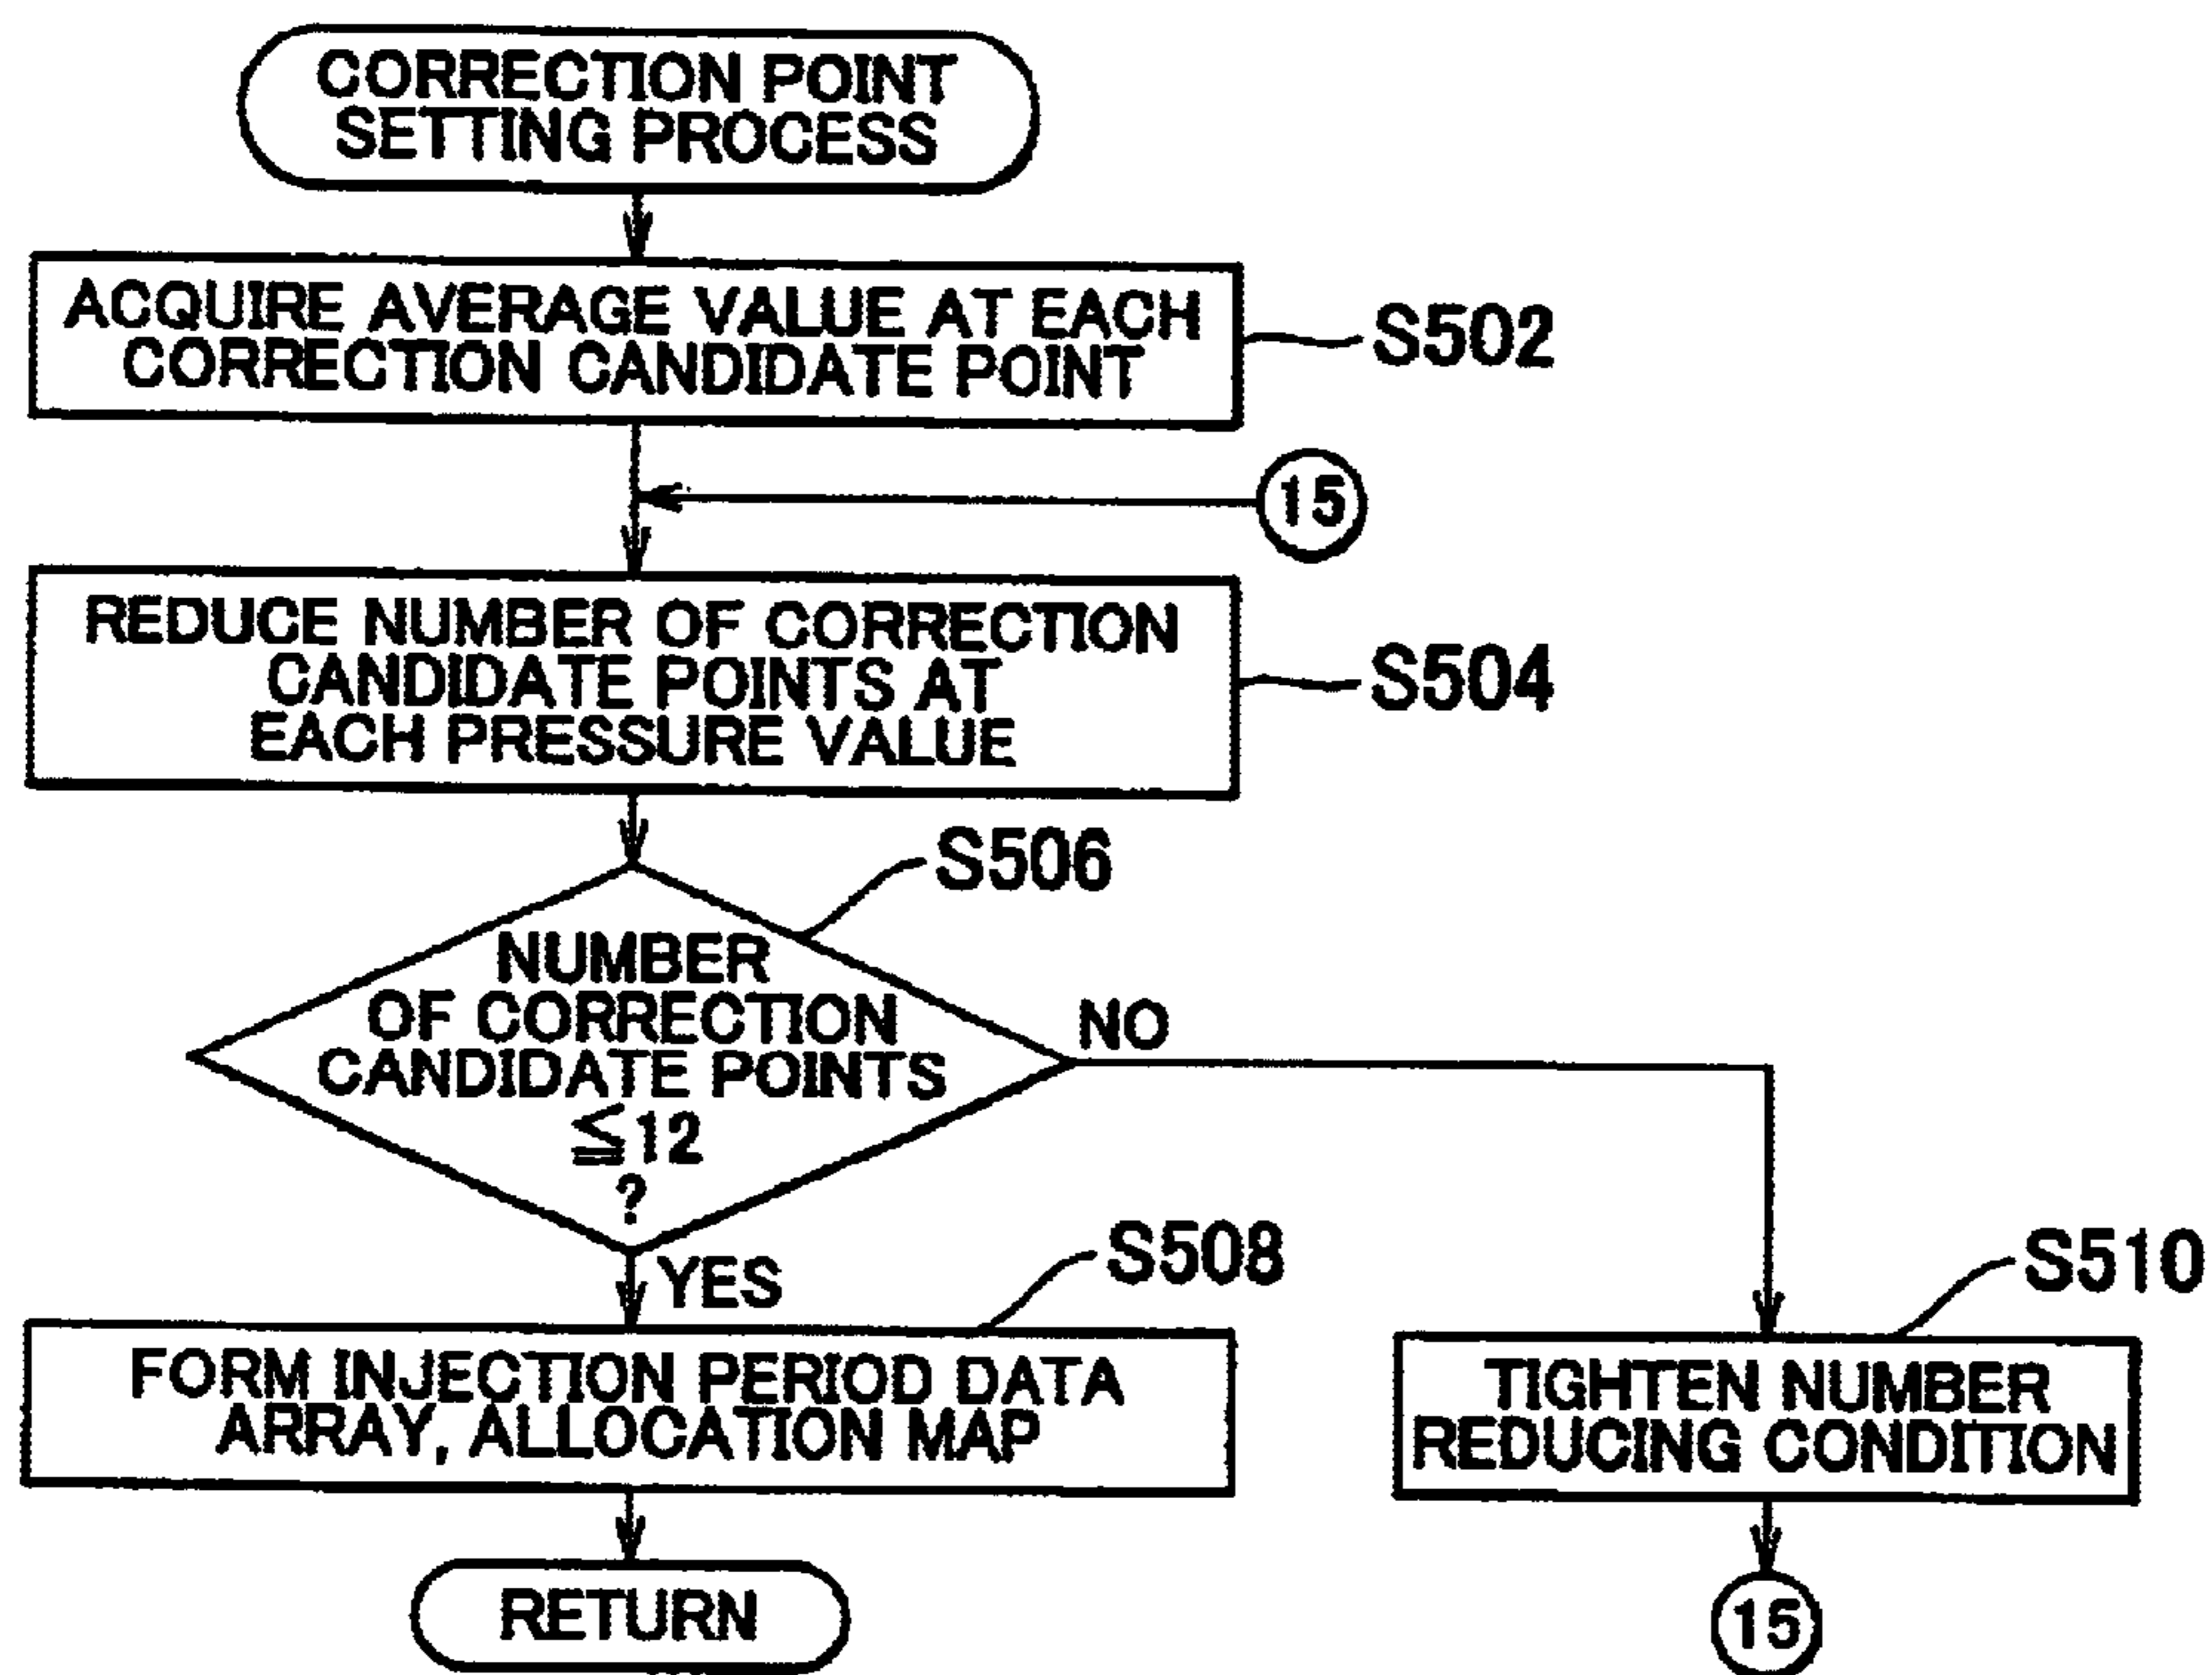 CORRECTION POINT
SETTING PROCESS
ACQUIRE AVERAGE VALUE AT EACH
CORRECTION CANDIDATE POINT
S502
15
REDUCE NUMBER OF CORRECTION
CANDIDATE POINTS AT
EACH PRESSURE VALUE
S504
S506
NUMBER
OF CORRECTION
CANDIDATE POINTS
≦12
?
NO
YES
S508
FORM INJECTION PERIOD DATA
ARRAY, ALLOCATION MAP
S510
TIGHTEN NUMBER
REDUCING CONDITION
RETURN
15